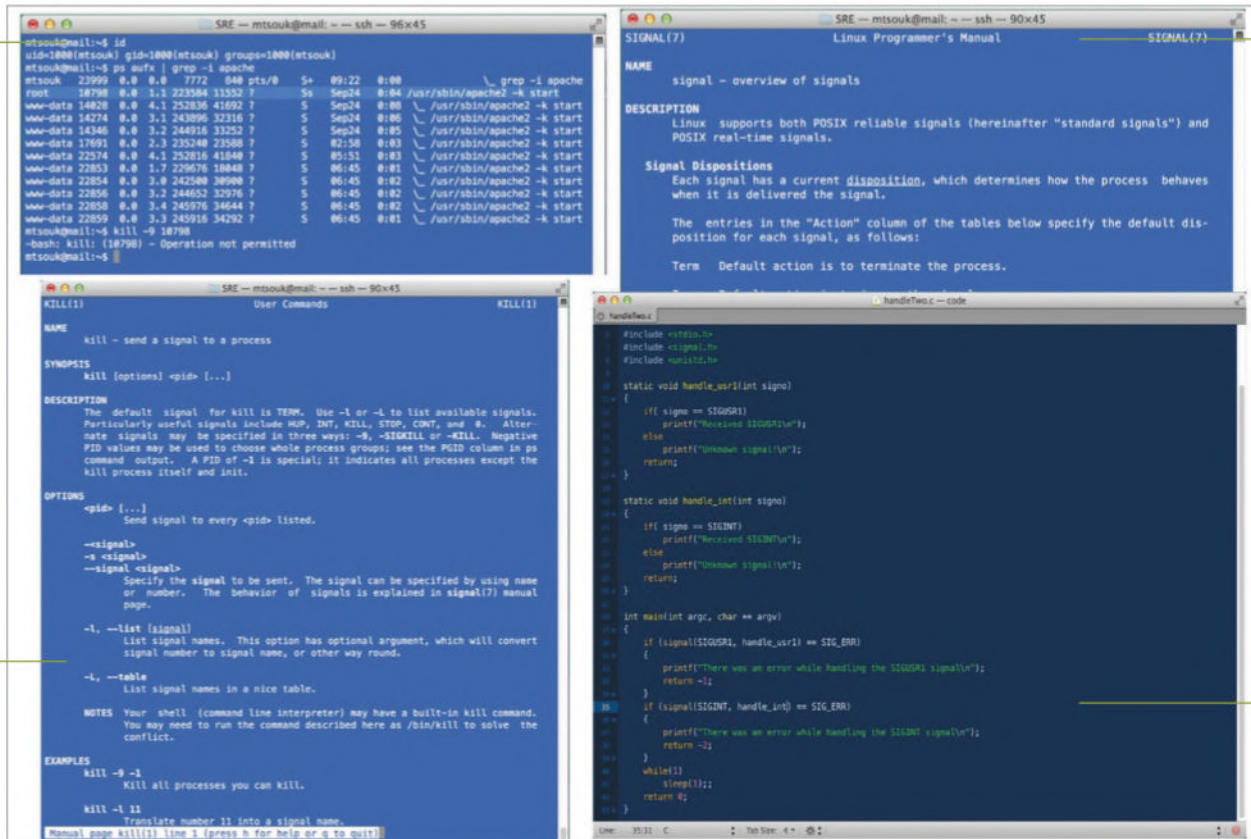 SRE — mtsouk@mail: ~ — ssh — 96×45
mtsouk@mail:~$ id
uid=1000(mtsouk) gid=1000(mtsouk) groups=1000(mtsouk)
mtsouk@mail:~$ ps aufx | grep -i apache
mtsouk 23999 0.0 0.0 7772 840 pts/0 S+ 09:22 0:00 \_ grep -i apache
root 10798 0.0 1.1 223584 11552 ? Ss Sep24 0:04 /usr/sbin/apache2 -k start
www-data 14028 0.0 4.1 252836 41692 ? S Sep24 0:08 \_ /usr/sbin/apache2 -k start
www-data 14274 0.0 3.1 243896 32316 ? S Sep24 0:06 \_ /usr/sbin/apache2 -k start
www-data 14346 0.0 3.2 244916 33252 ? S Sep24 0:05 \_ /usr/sbin/apache2 -k start
www-data 17691 0.0 2.3 235240 23588 ? S 02:58 0:03 \_ /usr/sbin/apache2 -k start
www-data 22574 0.0 4.1 252816 41840 ? S 05:51 0:03 \_ /usr/sbin/apache2 -k start
www-data 22853 0.0 1.7 229676 18048 ? S 06:45 0:01 \_ /usr/sbin/apache2 -k start
www-data 22854 0.0 3.0 242500 30900 ? S 06:45 0:02 \_ /usr/sbin/apache2 -k start
www-data 22856 0.0 3.2 244652 32976 ? S 06:45 0:02 \_ /usr/sbin/apache2 -k start
www-data 22858 0.0 3.4 245976 34644 ? S 06:45 0:02 \_ /usr/sbin/apache2 -k start
www-data 22859 0.0 3.3 245916 34292 ? S 06:45 0:01 \_ /usr/sbin/apache2 -k start
mtsouk@mail:~$ kill -9 10798
-bash: kill: (10798) - Operation not permitted
mtsouk@mail:~$
SRE — mtsouk@mail: ~ — ssh — 90×45
SIGNAL(7) Linux Programmer's Manual SIGNAL(7)
NAME
signal - overview of signals
DESCRIPTION
Linux supports both POSIX reliable signals (hereinafter "standard signals") and
POSIX real-time signals.
Signal Dispositions
Each signal has a current disposition, which determines how the process behaves
when it is delivered the signal.
The entries in the "Action" column of the tables below specify the default dis-
position for each signal, as follows:
Term Default action is to terminate the process.
SRE — mtsouk@mail: ~ — ssh — 90×45
KILL(1) User Commands KILL(1)
NAME
kill - send a signal to a process
SYNOPSIS
kill [options] <pid> [...]
DESCRIPTION
The default signal for kill is TERM. Use -l or -L to list available signals.
Particularly useful signals include HUP, INT, KILL, STOP, CONT, and 0. Alter-
nate signals may be specified in three ways: -9, -SIGKILL or -KILL. Negative
PID values may be used to choose whole process groups; see the PGID column in ps
command output. A PID of -1 is special; it indicates all processes except the
kill process itself and init.
OPTIONS
<pid> [...]
Send signal to every <pid> listed.
-<signal>
-s <signal>
--signal <signal>
Specify the signal to be sent. The signal can be specified by using name
or number. The behavior of signals is explained in signal(7) manual
page.
-l, --list [signal]
List signal names. This option has optional argument, which will convert
signal number to signal name, or other way round.
-L, --table
List signal names in a nice table.
NOTES Your shell (command line interpreter) may have a built-in kill command.
You may need to run the command described here as /bin/kill to solve the
conflict.
EXAMPLES
kill -9 -1
Kill all processes you can kill.
kill -l 11
Translate number 11 into a signal name.
Manual page kill(1) line 1 (press h for help or q to quit)
handleTwo.c — code
handleTwo.c
#include <stdio.h>
#include <signal.h>
#include <unistd.h>
static void handle_usr1(int signo)
{
if( signo == SIGUSR1)
printf("Received SIGUSR1\n");
else
printf("Unknown signal!\n");
return;
}
static void handle_int(int signo)
{
if( signo == SIGINT)
printf("Received SIGINT\n");
else
printf("Unknown signal!\n");
return;
}
int main(int argc, char ** argv)
{
if (signal(SIGUSR1, handle_usr1) == SIG_ERR)
{
printf("There was an error while handling the SIGUSR1 signal\n");
return -1;
}
35 if (signal(SIGINT, handle_int) == SIG_ERR)
{
printf("There was an error while handling the SIGINT signal\n");
return -2;
}
while(1)
sleep(1);;
return 0;
}
Line: 35:31 C Tab Size: 4